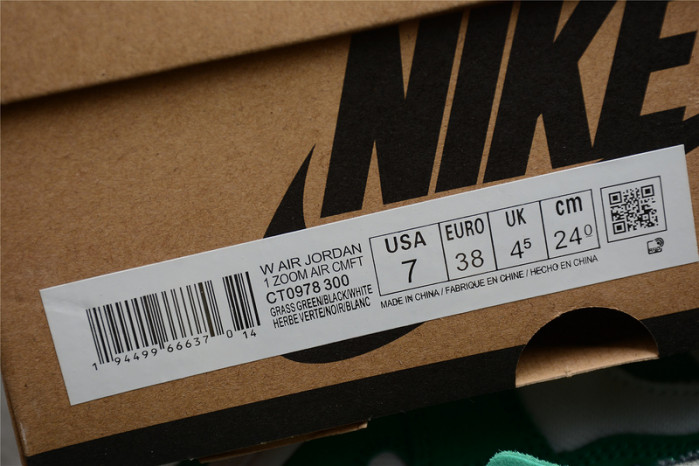 NIKE
W AIR JORDAN
1 ZOOM AIR CMFT
CT0978 300
GRASS GREEN/BLACK/WHITE
HERBE VERTE/NOIR/BLANC
1 94499 66637 0 14
USA
7
EURO
38
UK
4⁵
cm
24⁰
MADE IN CHINA / FABRIQUE EN CHINE / HECHO EN CHINA